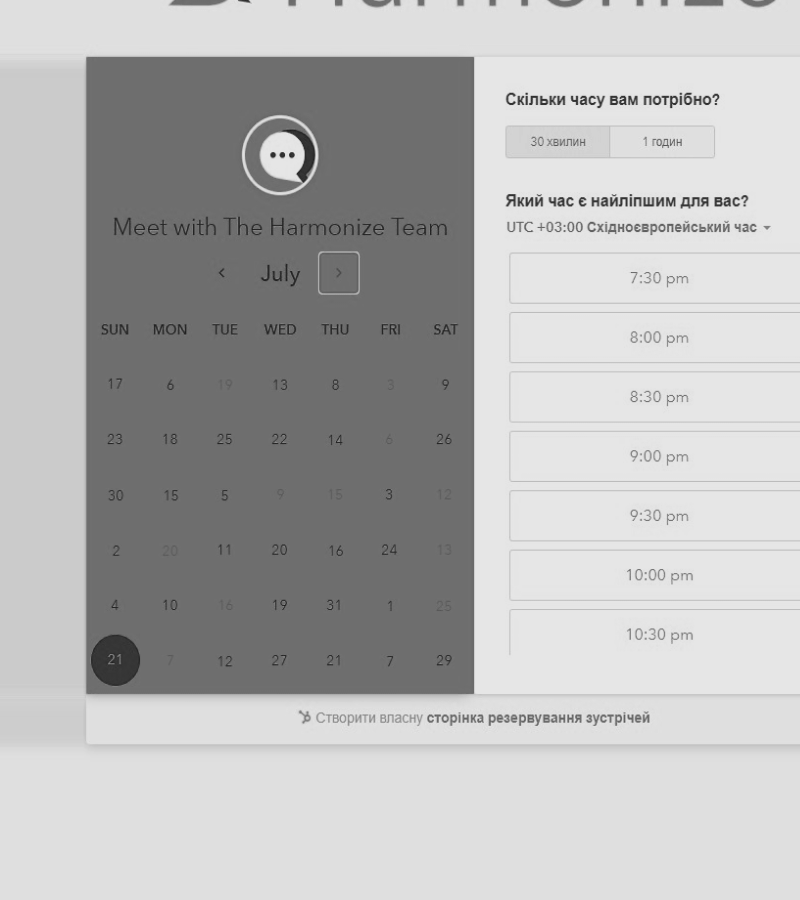 Harmonize
Meet with The Harmonize Team
July
SUN MON TUE WED THU FRI SAT
17 6 19 13 8 3 9
23 18 25 22 14 6 26
30 15 5 9 15 3 12
2 20 11 20 16 24 13
4 10 16 19 31 1 25
21 7 12 27 21 7 29
Скільки часу вам потрібно?
30 хвилин 1 годин
Який час є найліпшим для вас?
UTC +03:00 Східноєвропейський час
7:30 pm
8:00 pm
8:30 pm
9:00 pm
9:30 pm
10:00 pm
10:30 pm
Створити власну сторінка резервування зустрічей